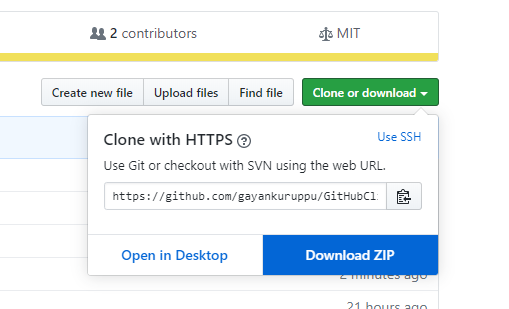 2 contributors MIT
Create new file Upload files Find file Clone or download
Clone with HTTPS Use SSH
Use Git or checkout with SVN using the web URL.
https://github.com/gayankuruppu/GitHubCl
Open in Desktop Download ZIP
2 minutes ago
21 hours ago